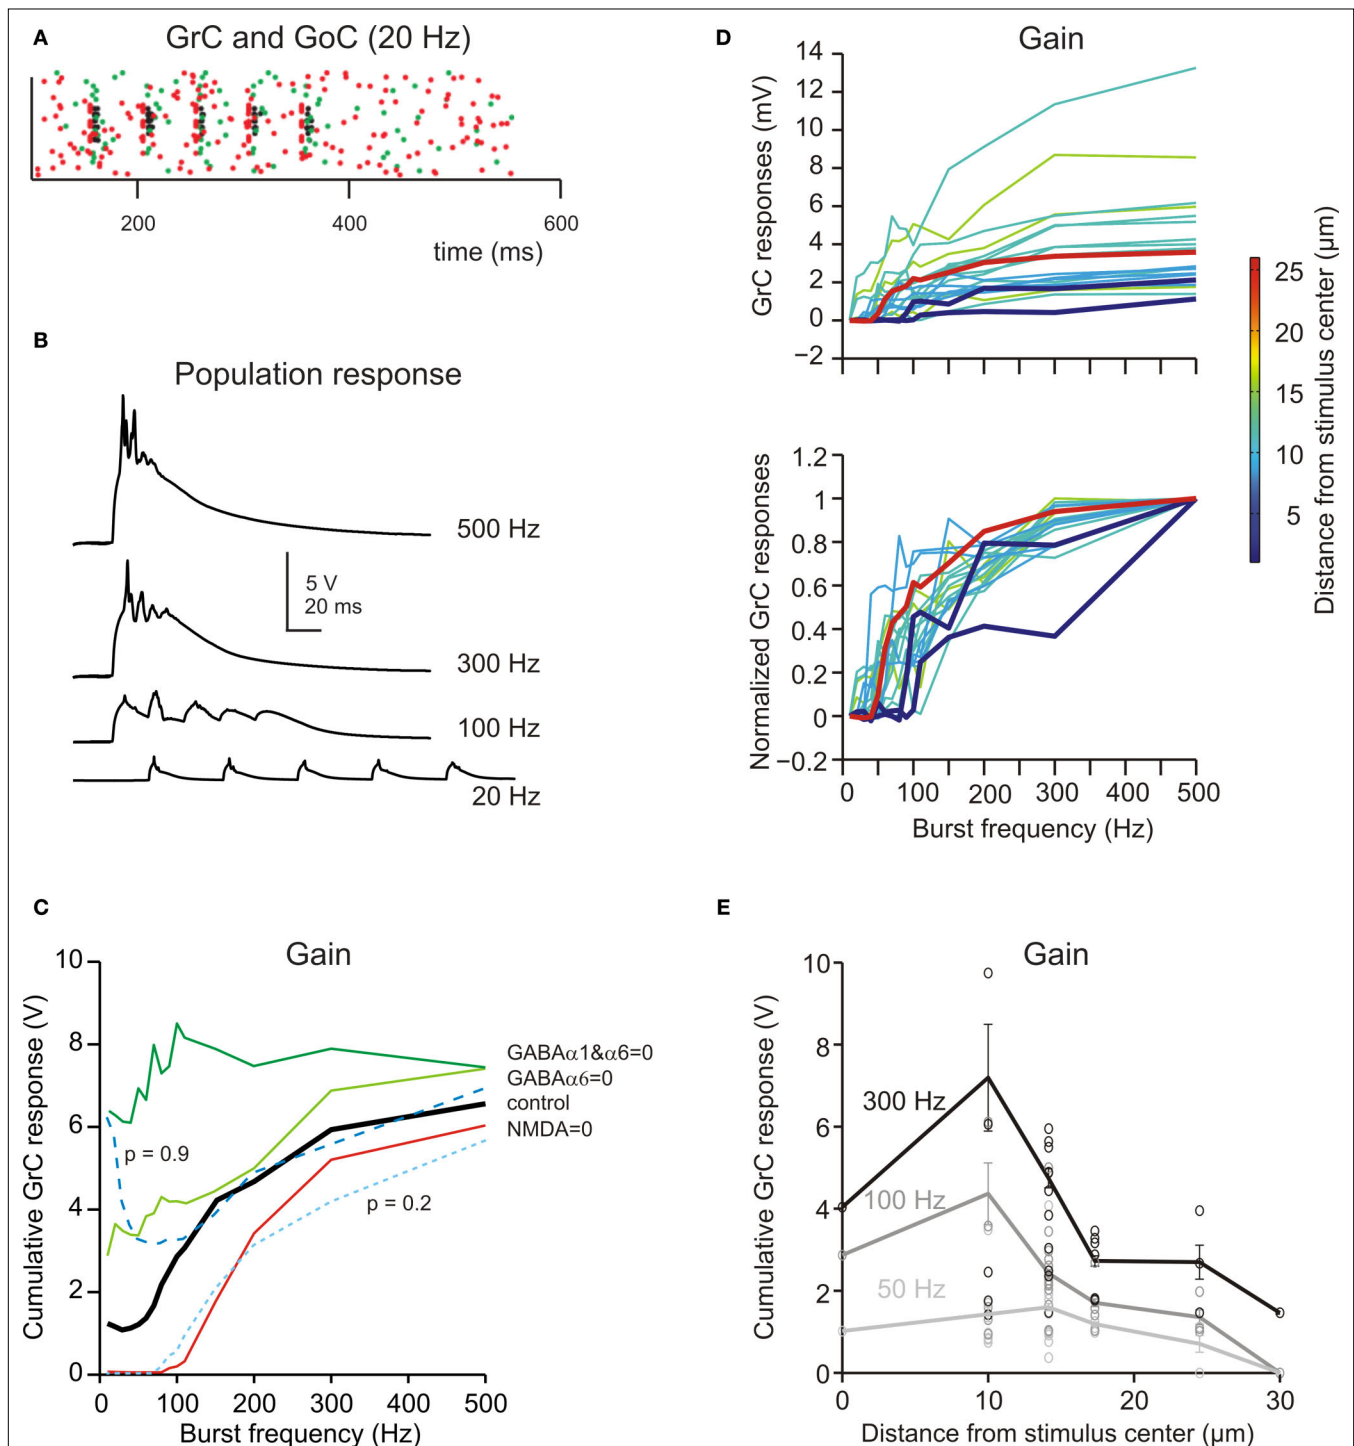 A
GrC and GoC (20 Hz)
200 400 600
time (ms)
B
Population response
500 Hz
5 V
20 ms
300 Hz
100 Hz
20 Hz
C
Gain
10
8
6
4
2
0
Cumulative GrC response (V)
GABAα1&α6=0
GABAα6=0
control
NMDA=0
p = 0.9
p = 0.2
0 100 200 300 400 500
Burst frequency (Hz)
D
Gain
14
12
10
8
6
4
2
0
−2
GrC responses (mV)
1.2
1
0.8
0.6
0.4
0.2
0
−0.2
Normalized GrC responses
0 100 200 300 400 500
Burst frequency (Hz)
25
20
15
10
5
Distance from stimulus center (µm)
E
Gain
10
8
6
4
2
0
Cumulative GrC response (V)
300 Hz
100 Hz
50 Hz
0 10 20 30
Distance from stimulus center (µm)